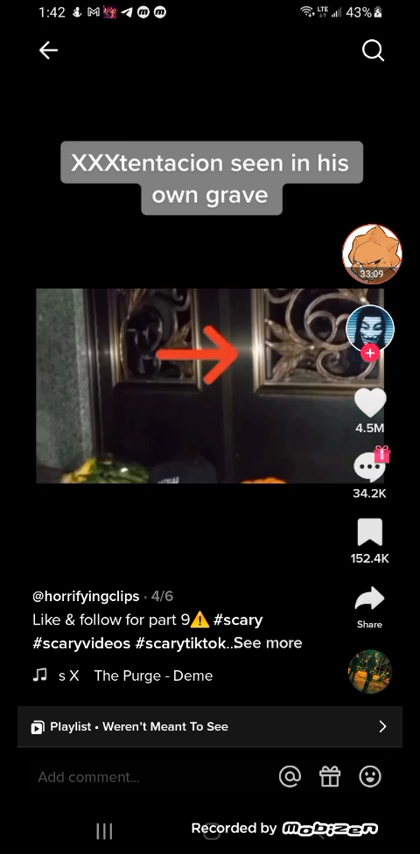 1:42
LTE
43%
XXXtentacion seen in his
own grave
33:09
4.5M
34.2K
152.4K
Share
@horrifyingclips · 4/6
Like & follow for part 9⚠️ #scary
#scaryvideos #scarytiktok..See more
s X The Purge - Deme
Playlist • Weren't Meant To See
Add comment...
Recorded by Mobizen